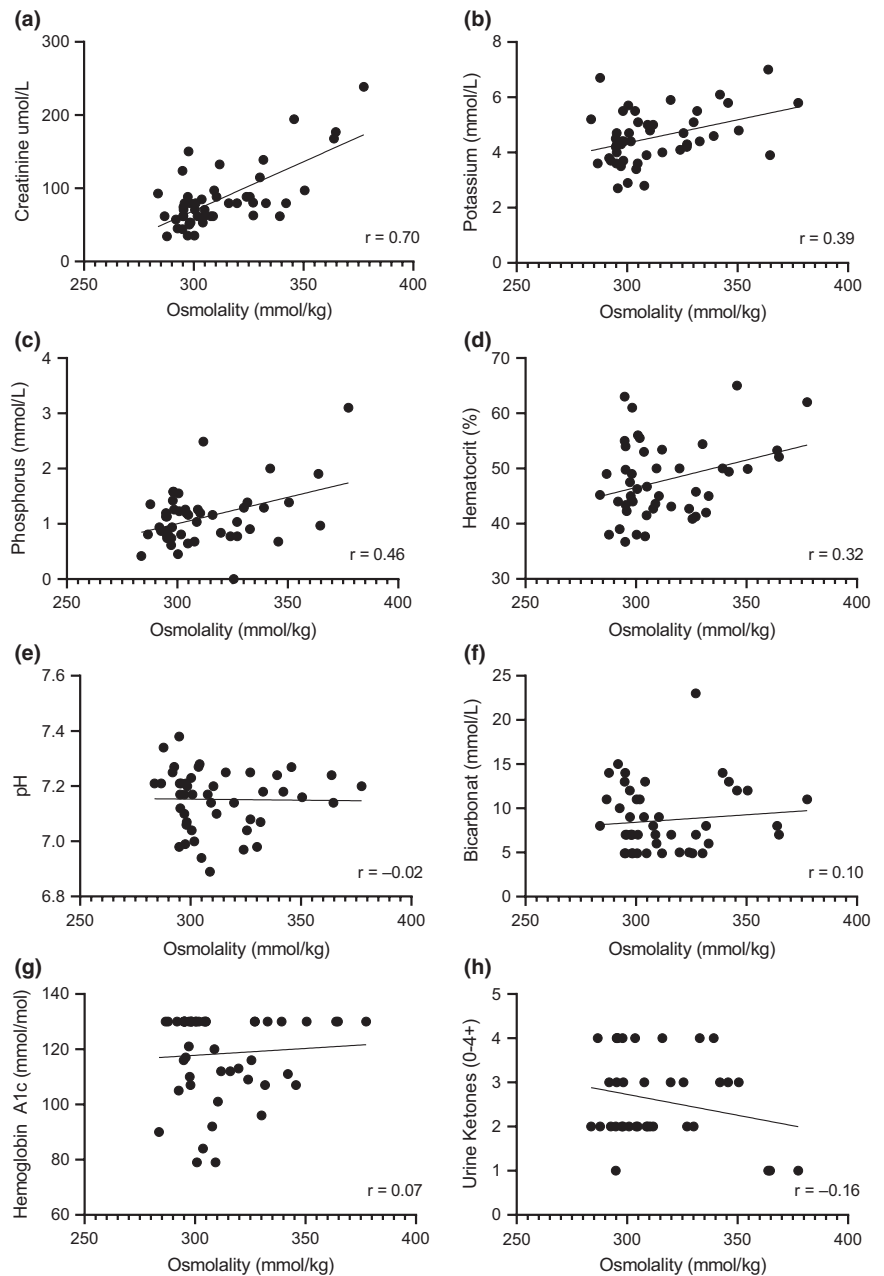 (a)
300
200
100
0
Creatinine umol/L
250 300 350 400
Osmolality (mmol/kg)
r = 0.70
(b)
8
6
4
2
0
Potassium (mmol/L)
250 300 350 400
Osmolality (mmol/kg)
r = 0.39
(c)
4
3
2
1
0
Phosphorus (mmol/L)
250 300 350 400
Osmolality (mmol/kg)
r = 0.46
(d)
70
60
50
40
30
Hematocrit (%)
250 300 350 400
Osmolality (mmol/kg)
r = 0.32
(e)
7.6
7.4
7.2
7.0
6.8
pH
250 300 350 400
Osmolality (mmol/kg)
r = –0.02
(f)
25
20
15
10
5
0
Bicarbonat (mmol/L)
250 300 350 400
Osmolality (mmol/kg)
r = 0.10
(g)
140
120
100
80
60
Hemoglobin A1c (mmol/mol)
250 300 350 400
Osmolality (mmol/kg)
r = 0.07
(h)
5
4
3
2
1
0
Urine Ketones (0-4+)
250 300 350 400
Osmolality (mmol/kg)
r = –0.16